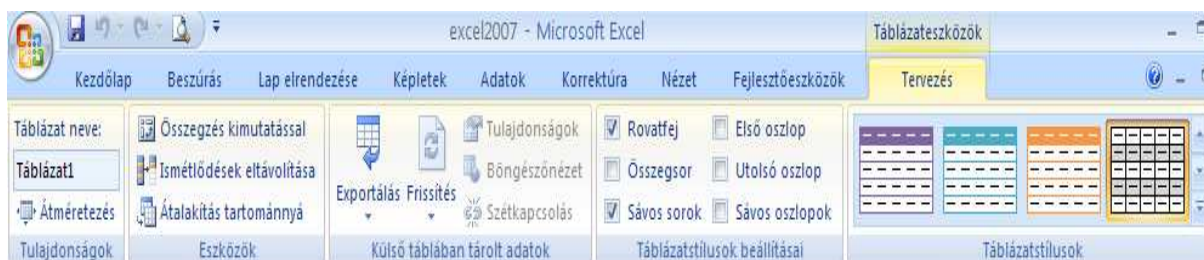 excel2007 - Microsoft Excel
Táblázateszközök
Kezdőlap Beszúrás Lap elrendezése Képletek Adatok Korrektúra Nézet Fejlesztőeszközök Tervezés
Táblázat neve:
Táblázat1
Átméretezés
Tulajdonságok
Összegzés kimutatással
Ismétlődések eltávolítása
Átalakítás tartománnyá
Eszközök
Exportálás Frissítés
Tulajdonságok
Böngészőnézet
Szétkapcsolás
Külső táblában tárolt adatok
Rovatfej
Összegsor
Sávos sorok
Első oszlop
Utolsó oszlop
Sávos oszlopok
Táblázatstílusok beállításai
Táblázatstílusok